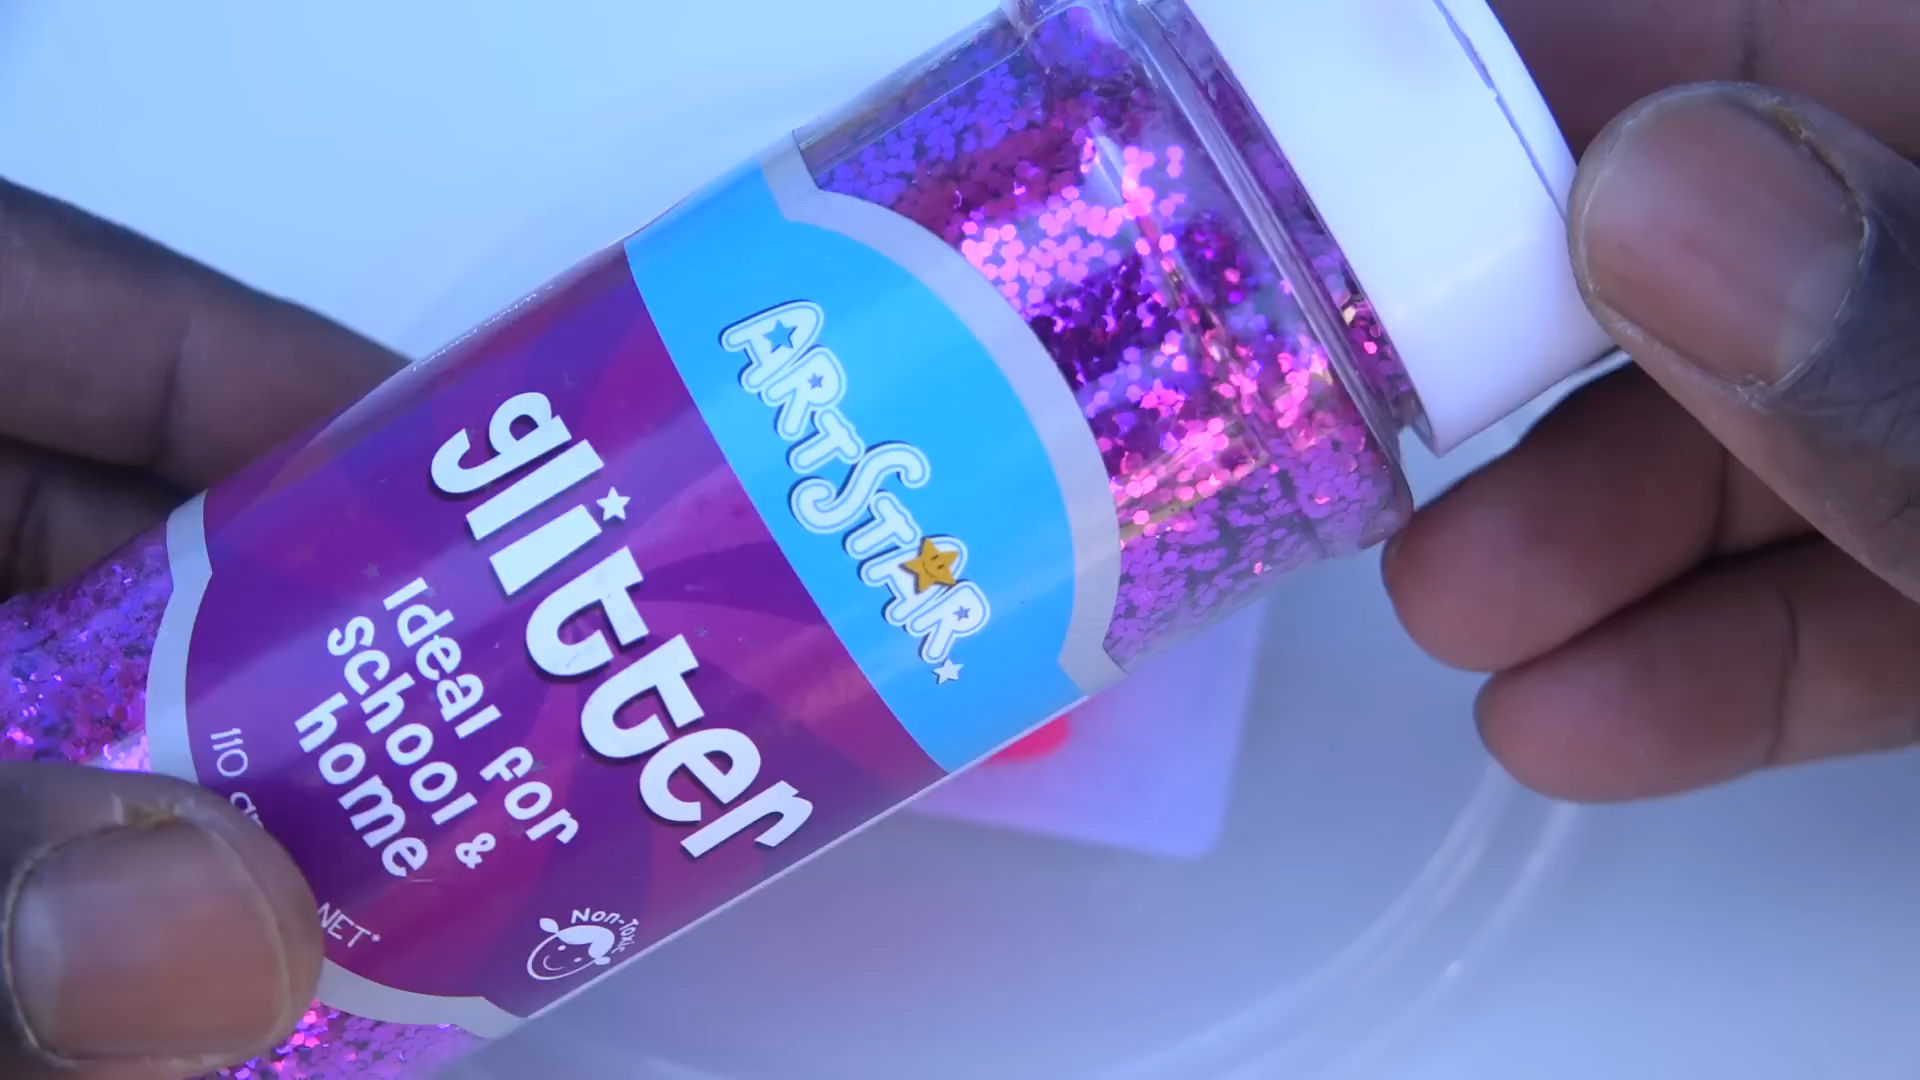 ARTSTAR
glitter
Ideal for
school &
home
110
NET*
Non-Toxic